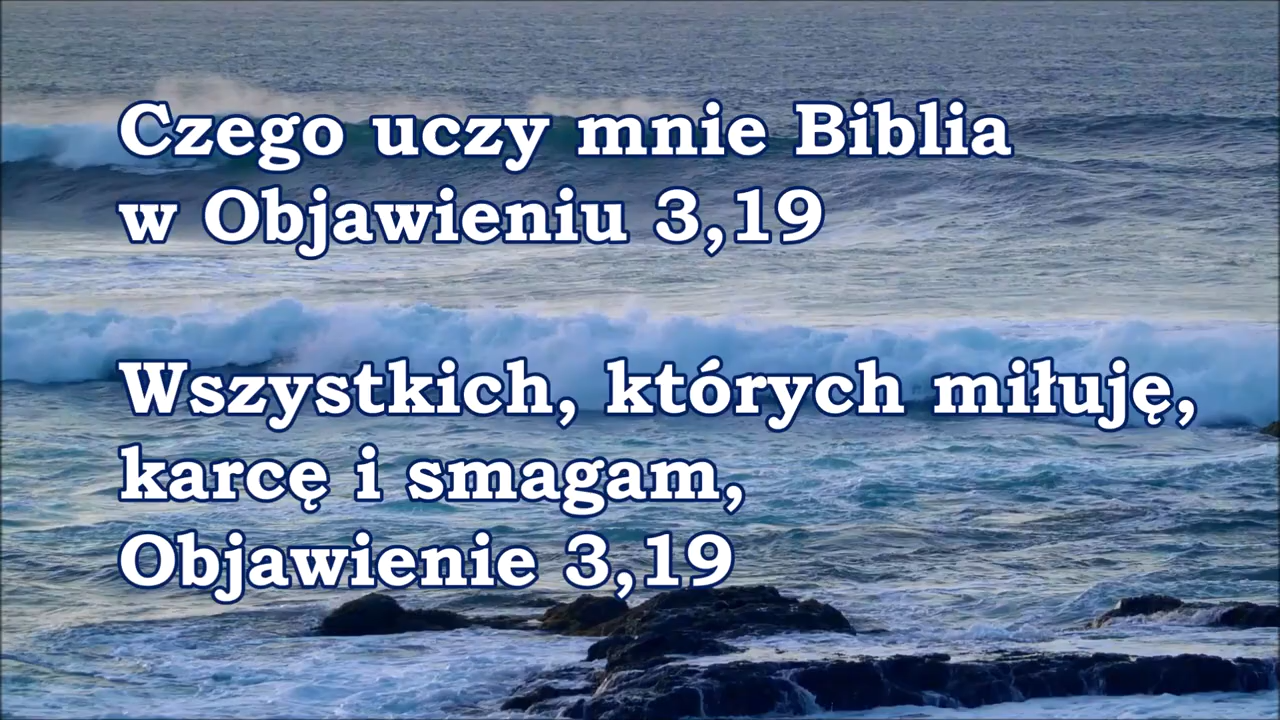 Czego uczy mnie Biblia
w Objawieniu 3,19
Wszystkich, których miłuję,
karcę i smagam,
Objawienie 3,19